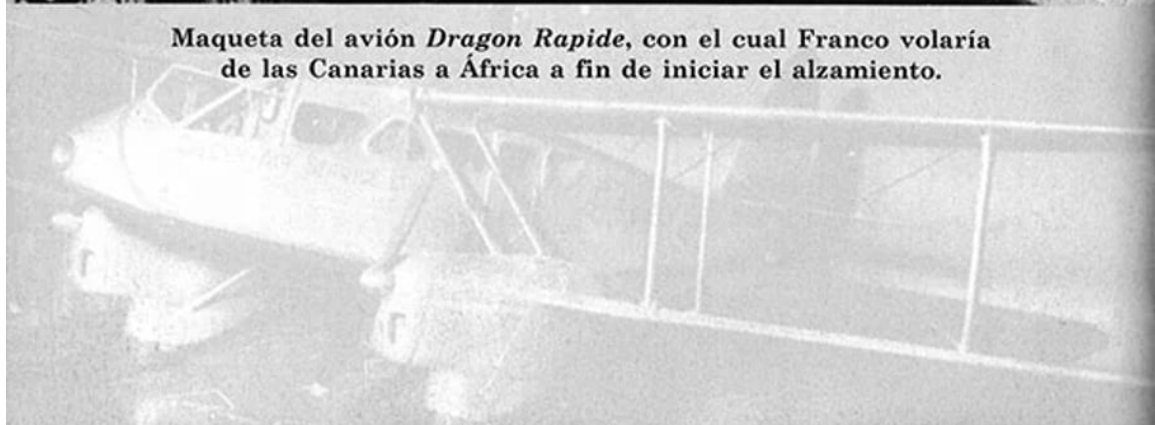 Maqueta del avión Dragon Rapide, con el cual Franco volaría
de las Canarias a África a fin de iniciar el alzamiento.